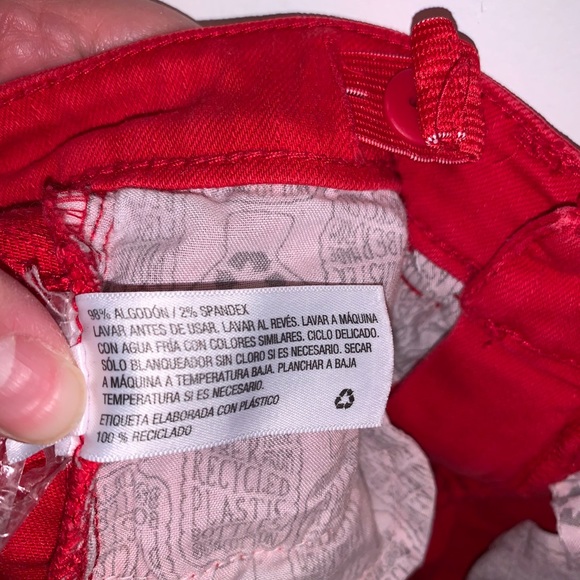 98% ALGODÓN / 2% SPANDEX
LAVAR ANTES DE USAR. LAVAR AL REVÉS. LAVAR A MÁQUINA
CON AGUA FRÍA CON COLORES SIMILARES. CICLO DELICADO.
SÓLO BLANQUEADOR SIN CLORO SI ES NECESARIO. SECAR
A MÁQUINA A TEMPERATURA BAJA. PLANCHAR A BAJA
TEMPERATURA SI ES NECESARIO.
ETIQUETA ELABORADA CON PLÁSTICO
100 % RECICLADO
RECYCLED
PLASTIC